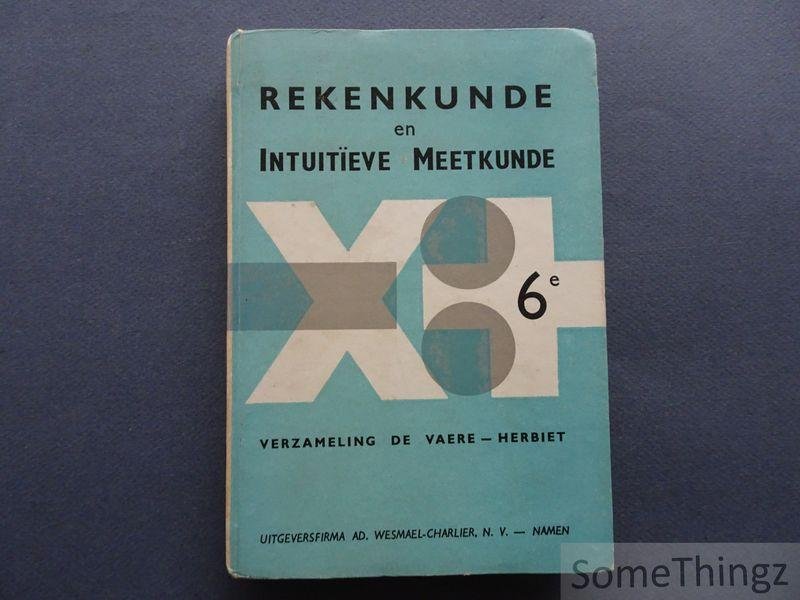 REKENKUNDE
en
INTUITÏEVE MEETKUNDE
6e
VERZAMELING DE VAERE – HERBIET
UITGEVERSFIRMA AD. WESMAEL-CHARLIER, N. V. — NAMEN
SomeThingz